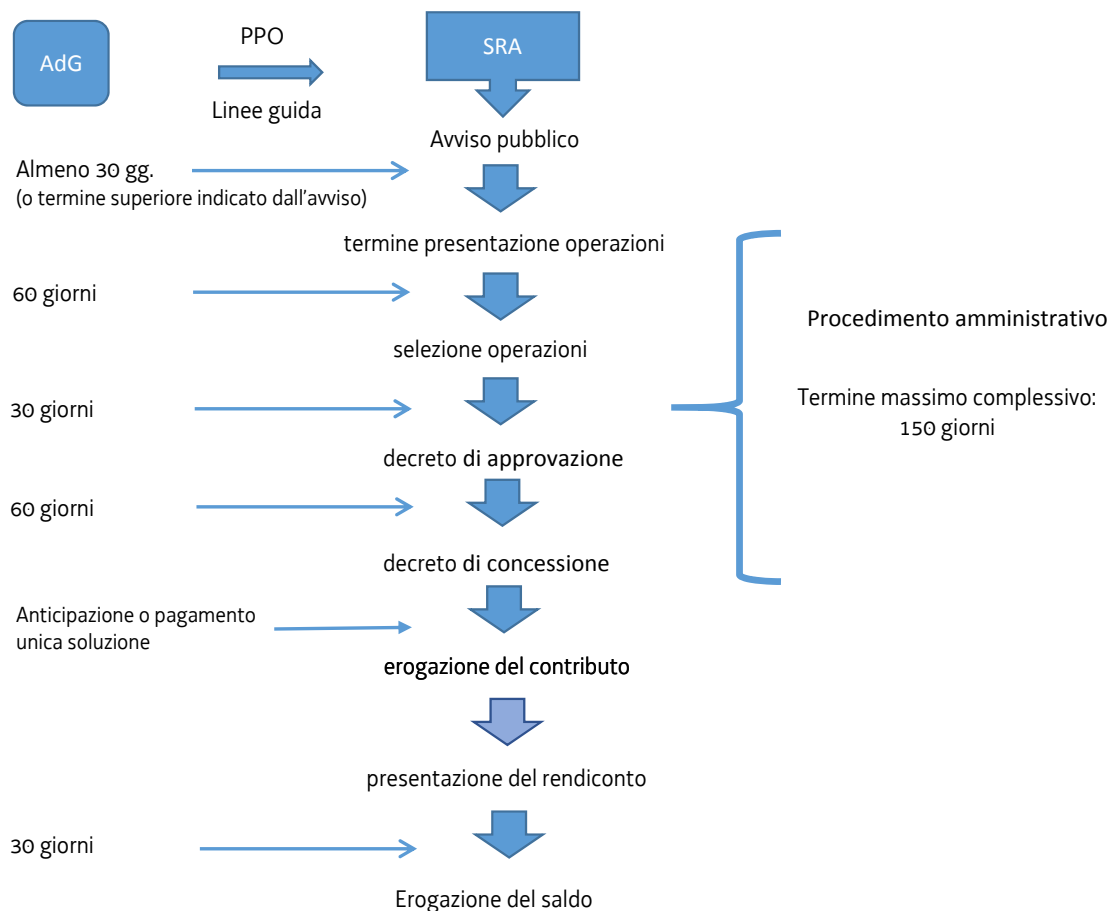 AdG
PPO
Linee guida
SRA
Avviso pubblico
Almeno 30 gg.
(o termine superiore indicato dall'avviso)
termine presentazione operazioni
60 giorni
selezione operazioni
30 giorni
decreto di approvazione
60 giorni
decreto di concessione
Procedimento amministrativo
Termine massimo complessivo:
150 giorni
Anticipazione o pagamento
unica soluzione
erogazione del contributo
presentazione del rendiconto
30 giorni
Erogazione del saldo